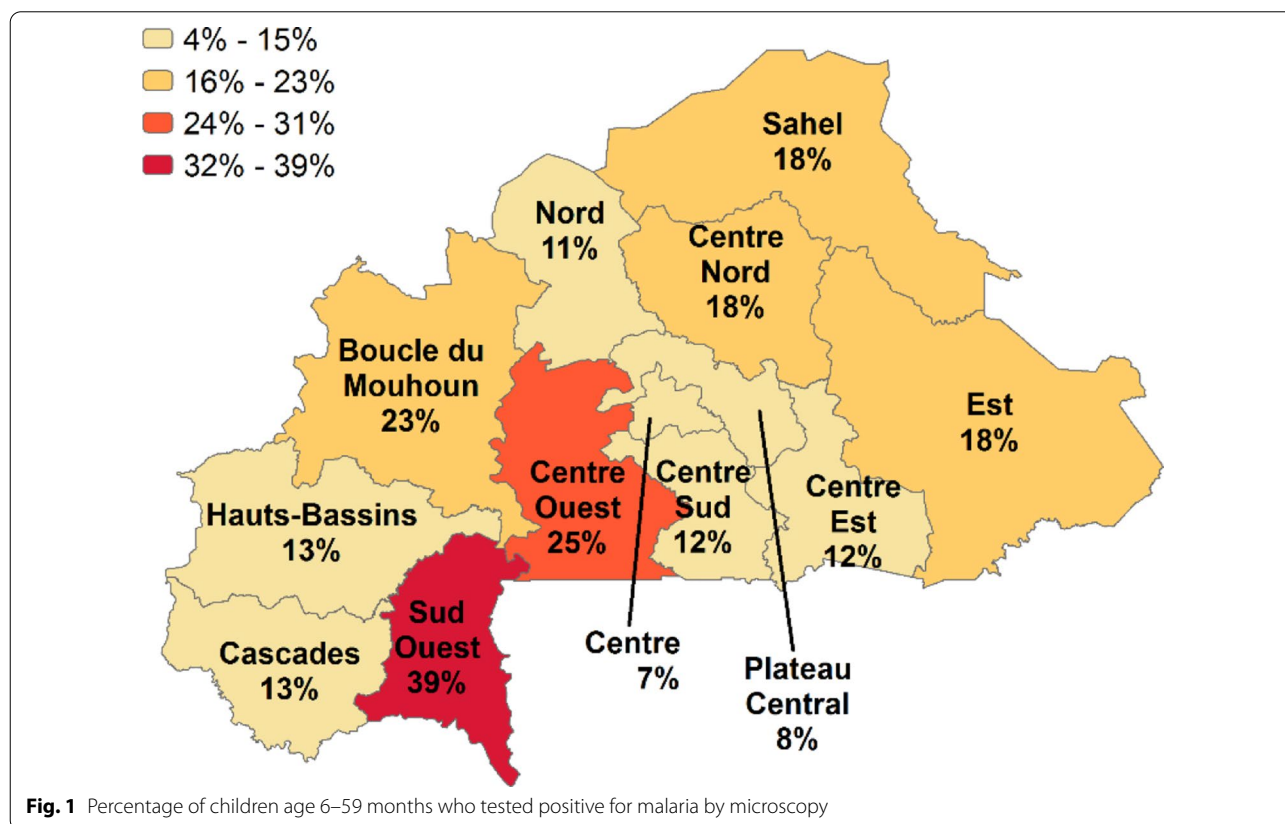 4% - 15%
16% - 23%
24% - 31%
32% - 39%
Sahel
18%
Nord
11%
Centre
Nord
18%
Boucle du
Mouhoun
23%
Est
18%
Centre
Ouest
25%
Centre
Sud
12%
Centre
Est
12%
Hauts-Bassins
13%
Sud
Ouest
39%
Cascades
13%
Centre
7%
Plateau
Central
8%
Fig. 1 Percentage of children age 6–59 months who tested positive for malaria by microscopy